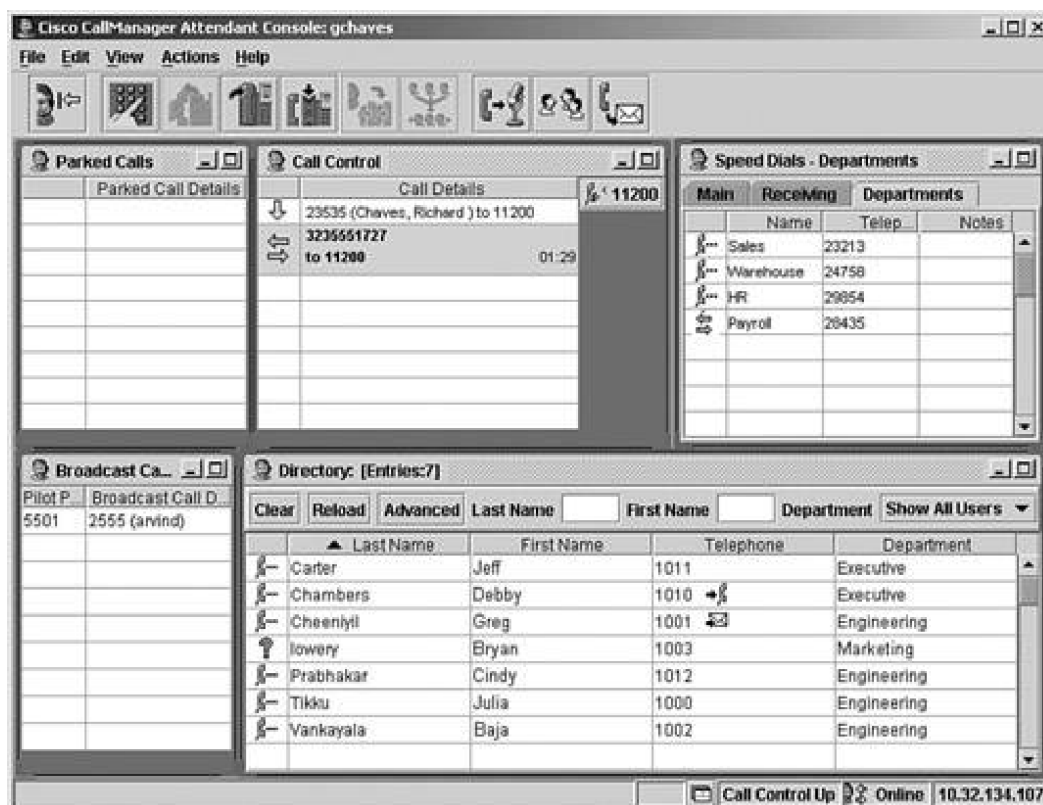 Cisco CallManager Attendant Console: gchaves
File Edit View Actions Help
Parked Calls
Parked Call Details
Call Control
Call Details
23535 (Chaves, Richard ) to 11200
3235551727
to 11200 01:29
11200
Speed Dials - Departments
Main Receiving Departments
Name Telep... Notes
Sales 23213
Warehouse 24758
HR 29854
Payroll 28435
Broadcast Ca...
Pilot P... Broadcast Call D...
5501 2555 (arvind)
Directory: [Entries:7]
Clear Reload Advanced Last Name First Name Department Show All Users
Last Name First Name Telephone Department
Carter Jeff 1011 Executive
Chambers Debby 1010 Executive
Cheeniyil Greg 1001 Engineering
lowery Bryan 1003 Marketing
Prabhakar Cindy 1012 Engineering
Tikku Julia 1000 Engineering
Vankayala Baja 1002 Engineering
Call Control Up Online 10.32.134.107